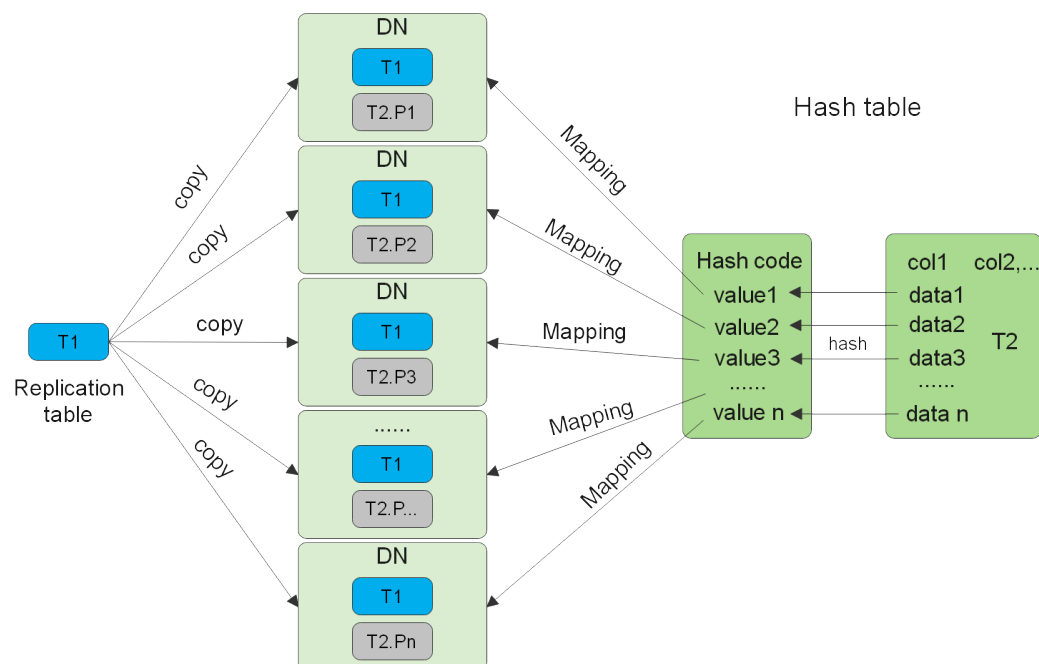 DN
T1
T2.P1
Hash table
copy
Mapping
DN
T1
T2.P2
copy
Mapping
Hash code
value1
value2
value3
......
value n
col1 col2,...
data1
data2
data3
......
data n
T2
hash
DN
T1
T2.P3
copy
Mapping
T1
Replication
table
......
T1
T2.P...
copy
Mapping
DN
T1
T2.Pn
copy
Mapping